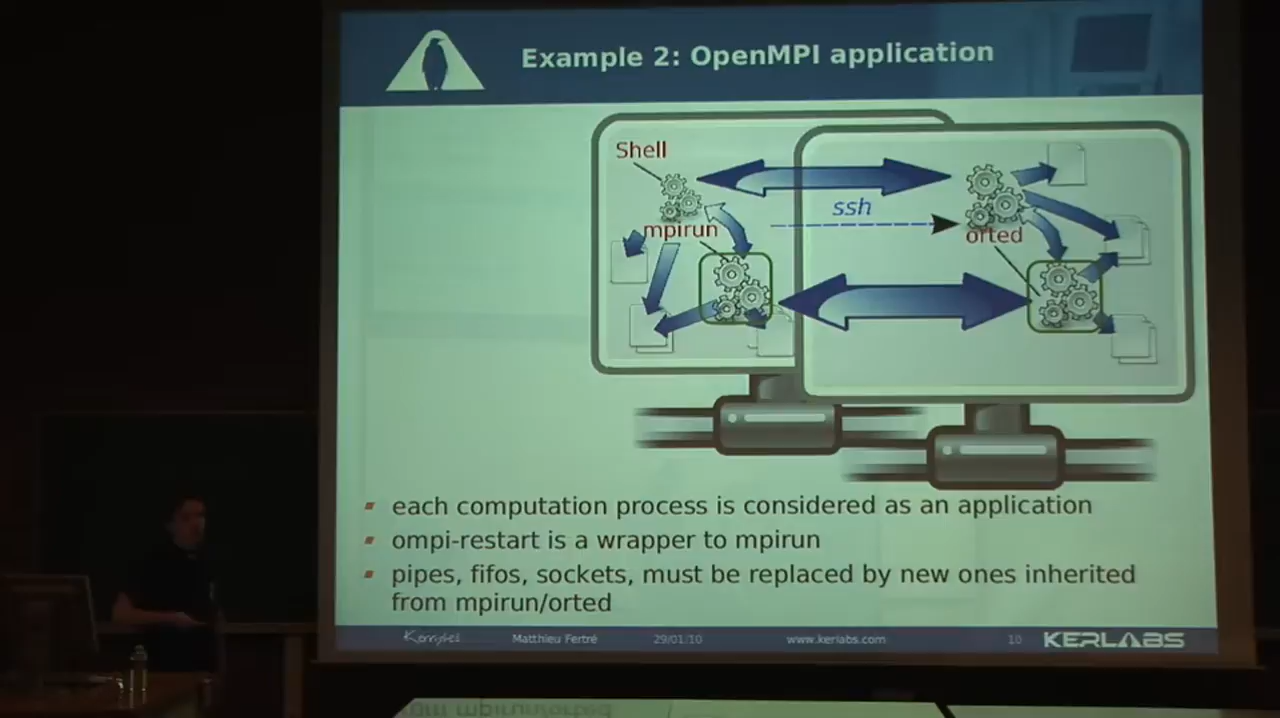 Example 2: OpenMPI application
Shell
ssh
mpirun
orted
each computation process is considered as an application
ompi-restart is a wrapper to mpirun
pipes, fifos, sockets, must be replaced by new ones inherited
from mpirun/orted
Kerrighed Matthieu Fertré 29/01/10 www.kerlabs.com 10 KERLABS